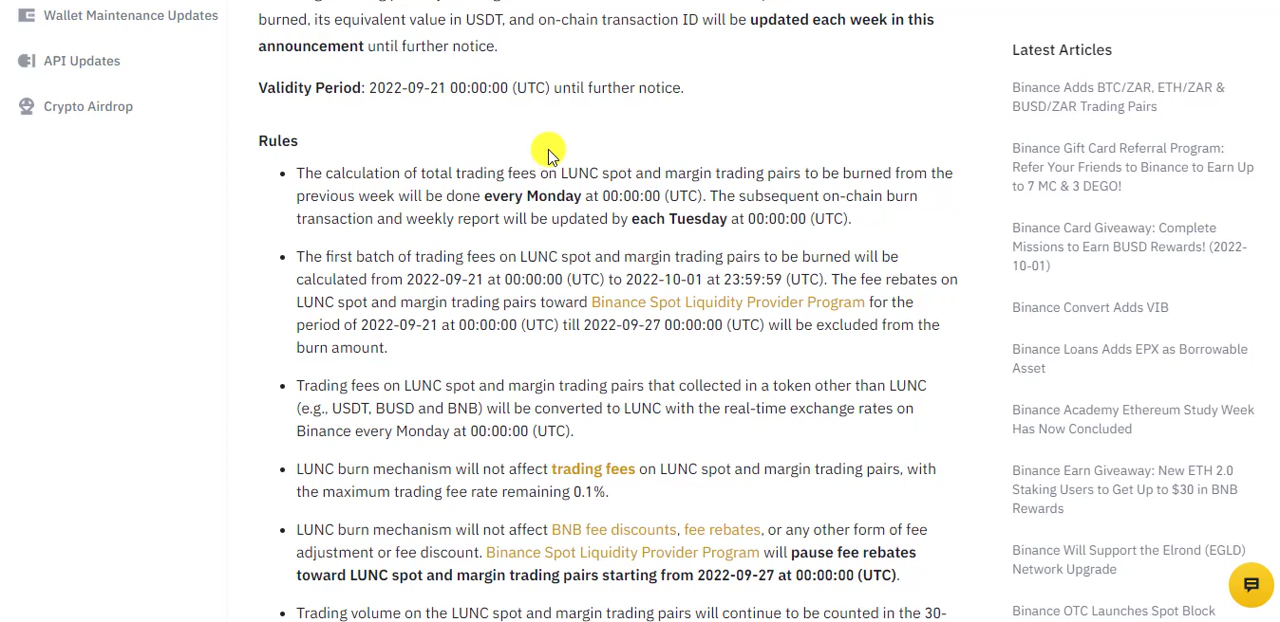 Wallet Maintenance Updates
API Updates
Crypto Airdrop
burned, its equivalent value in USDT, and on-chain transaction ID will be updated each week in this
announcement until further notice.
Validity Period: 2022-09-21 00:00:00 (UTC) until further notice.
Rules
• The calculation of total trading fees on LUNC spot and margin trading pairs to be burned from the
previous week will be done every Monday at 00:00:00 (UTC). The subsequent on-chain burn
transaction and weekly report will be updated by each Tuesday at 00:00:00 (UTC).
• The first batch of trading fees on LUNC spot and margin trading pairs to be burned will be
calculated from 2022-09-21 at 00:00:00 (UTC) to 2022-10-01 at 23:59:59 (UTC). The fee rebates on
LUNC spot and margin trading pairs toward Binance Spot Liquidity Provider Program for the
period of 2022-09-21 at 00:00:00 (UTC) till 2022-09-27 00:00:00 (UTC) will be excluded from the
burn amount.
• Trading fees on LUNC spot and margin trading pairs that collected in a token other than LUNC
(e.g., USDT, BUSD and BNB) will be converted to LUNC with the real-time exchange rates on
Binance every Monday at 00:00:00 (UTC).
• LUNC burn mechanism will not affect trading fees on LUNC spot and margin trading pairs, with
the maximum trading fee rate remaining 0.1%.
• LUNC burn mechanism will not affect BNB fee discounts, fee rebates, or any other form of fee
adjustment or fee discount. Binance Spot Liquidity Provider Program will pause fee rebates
toward LUNC spot and margin trading pairs starting from 2022-09-27 at 00:00:00 (UTC).
• Trading volume on the LUNC spot and margin trading pairs will continue to be counted in the 30-
Latest Articles
Binance Adds BTC/ZAR, ETH/ZAR &
BUSD/ZAR Trading Pairs
Binance Gift Card Referral Program:
Refer Your Friends to Binance to Earn Up
to 7 MC & 3 DEGO!
Binance Card Giveaway: Complete
Missions to Earn BUSD Rewards! (2022-
10-01)
Binance Convert Adds VIB
Binance Loans Adds EPX as Borrowable
Asset
Binance Academy Ethereum Study Week
Has Now Concluded
Binance Earn Giveaway: New ETH 2.0
Staking Users to Get Up to $30 in BNB
Rewards
Binance Will Support the Elrond (EGLD)
Network Upgrade
Binance OTC Launches Spot Block